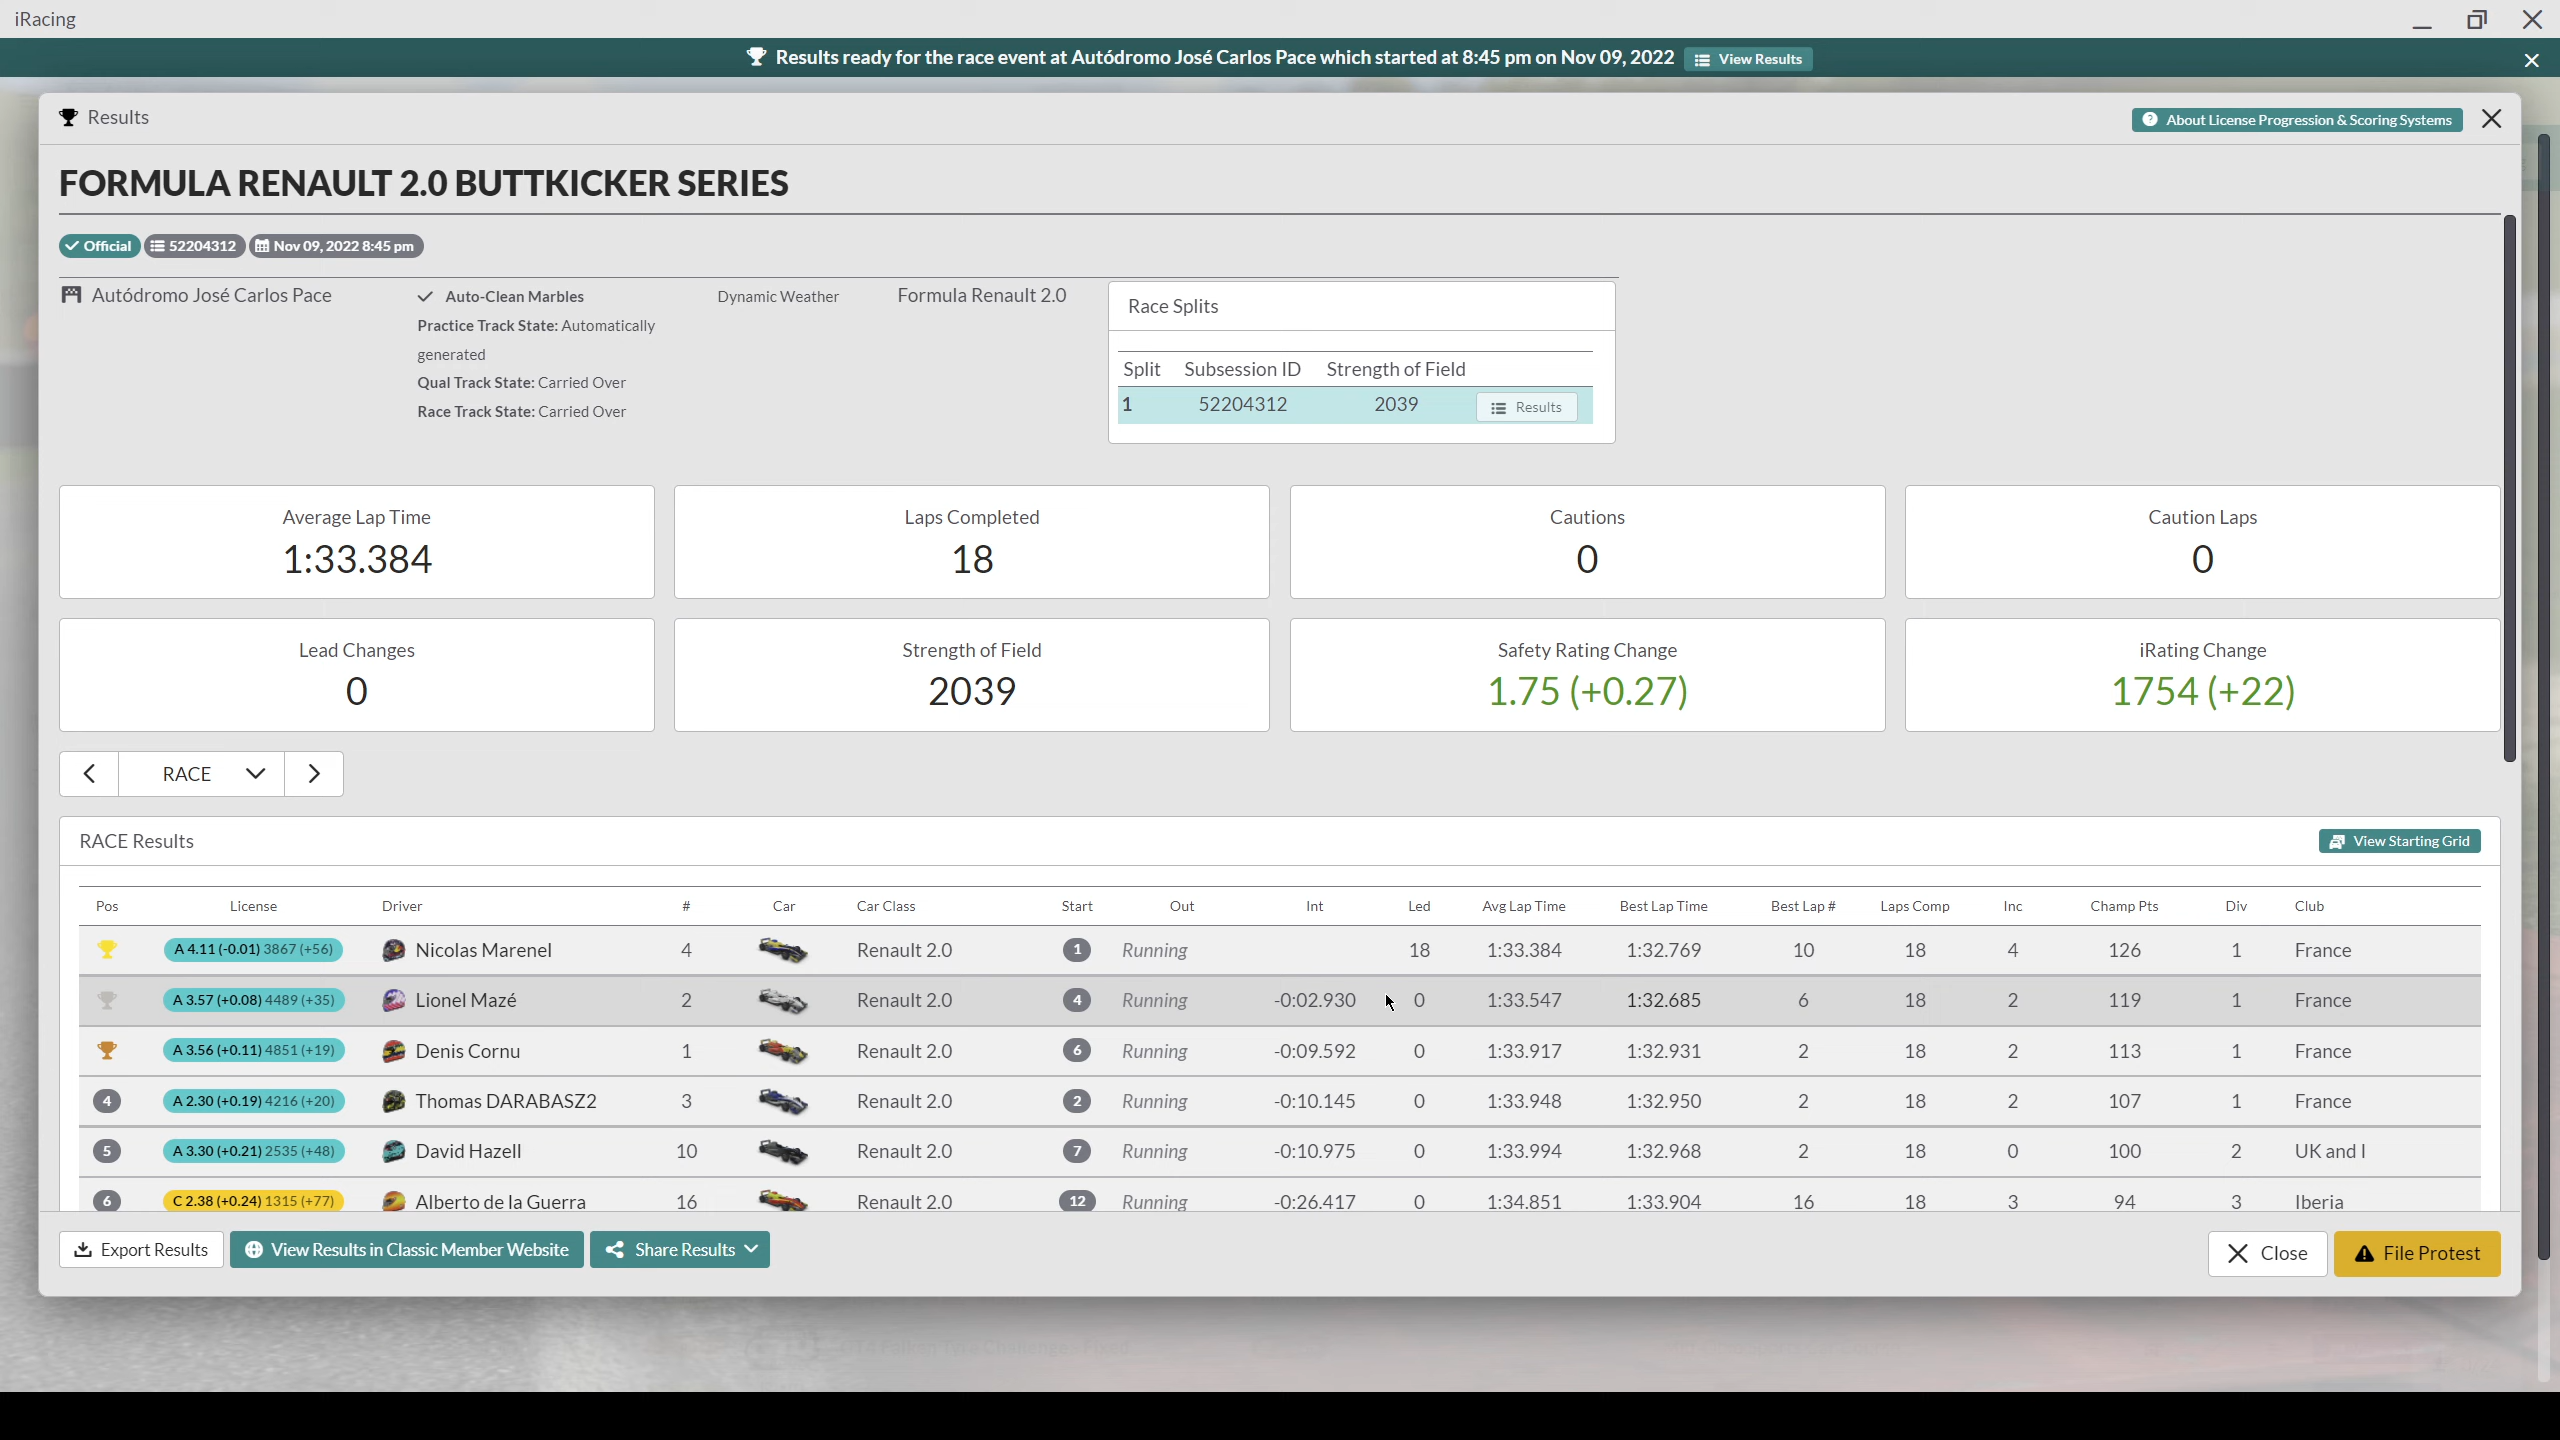 iRacing
Results ready for the race event at Autódromo José Carlos Pace which started at 8:45 pm on Nov 09, 2022 View Results
Results About License Progression & Scoring Systems
FORMULA RENAULT 2.0 BUTTKICKER SERIES
Official 52204312 Nov 09, 2022 8:45 pm
Autódromo José Carlos Pace
Auto-Clean Marbles
Practice Track State: Automatically
generated
Qual Track State: Carried Over
Race Track State: Carried Over
Dynamic Weather
Formula Renault 2.0
Race Splits
Split Subsession ID Strength of Field
1 52204312 2039 Results
Average Lap Time
1:33.384
Laps Completed
18
Cautions
0
Caution Laps
0
Lead Changes
0
Strength of Field
2039
Safety Rating Change
1.75 (+0.27)
iRating Change
1754 (+22)
RACE
RACE Results View Starting Grid
Pos License Driver # Car Car Class Start Out Int Led Avg Lap Time Best Lap Time Best Lap # Laps Comp Inc Champ Pts Div Club
A 4.11 (-0.01) 3867 (+56) Nicolas Marenel 4 Renault 2.0 1 Running 18 1:33.384 1:32.769 10 18 4 126 1 France
A 3.57 (+0.08) 4489 (+35) Lionel Mazé 2 Renault 2.0 4 Running -0:02.930 0 1:33.547 1:32.685 6 18 2 119 1 France
A 3.56 (+0.11) 4851 (+19) Denis Cornu 1 Renault 2.0 6 Running -0:09.592 0 1:33.917 1:32.931 2 18 2 113 1 France
4 A 2.30 (+0.19) 4216 (+20) Thomas DARABASZ2 3 Renault 2.0 2 Running -0:10.145 0 1:33.948 1:32.950 2 18 2 107 1 France
5 A 3.30 (+0.21) 2535 (+48) David Hazell 10 Renault 2.0 7 Running -0:10.975 0 1:33.994 1:32.968 2 18 0 100 2 UK and I
6 C 2.38 (+0.24) 1315 (+77) Alberto de la Guerra 16 Renault 2.0 12 Running -0:26.417 0 1:34.851 1:33.904 16 18 3 94 3 Iberia
Export Results View Results in Classic Member Website Share Results Close File Protest